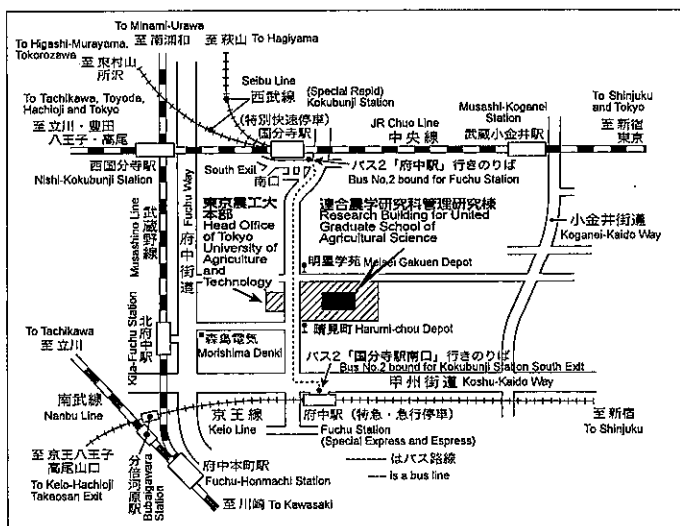 To Minami-Urawa
至南浦和
至萩山 To Hagiyama
To Higashi-Murayama,
Tokorozawa
至東村山
所沢
Seibu Line
西武線
(Special Rapid)
Kokubunji Station
(特別快速停車)
国分寺駅
To Tachikawa, Toyoda,
Hachioji and Tokyo
至立川・豊田
八王子・高尾
JR Chuo Line
中央線
Musashi-Koganei
Station
武蔵小金井駅
To Shinjuku
and Tokyo
至新宿
東京
西国分寺駅
Nishi-Kokubunji Station
South Exil
南口
バス2「府中駅」行きのりば
Bus No.2 bound for Fuchu Station
Musashino Line
武蔵野線
Fuchu Way
府中街道
東京農工大
本部
Head Office
of Tokyo
University of
Agriculture
and
Technology
連合農学研究科管理研究棟
Research Building for United
Graduate School of
Agricultural Science
小金井街道
Koganei-Kaido Way
明星学苑 Meisei Gakuen Depot
晴見町 Harumi-chou Depot
Kita-Fuchu Station
北府中駅
森島電気
Morishima Denki
バス2「国分寺駅南口」行きのりば
Bus No.2 bound for Kokubunji Station South Exit
甲州街道 Koshu-Kaido Way
To Tachikawa
至立川
南武線
Nanbu Line
京王線
Keio Line
府中駅(特急・急行停車)
Fuchu Station
(Special Express and Espress)
至新宿
To Shinjuku
至京王八王子
高尾山口
To Keio-Hachioji
Takaosan Exit
分倍河原駅
Bubaigawara
Station
府中本町駅
Fuchu-Honmachi Station
至川崎 To Kawasaki
はバス路線
is a bus line